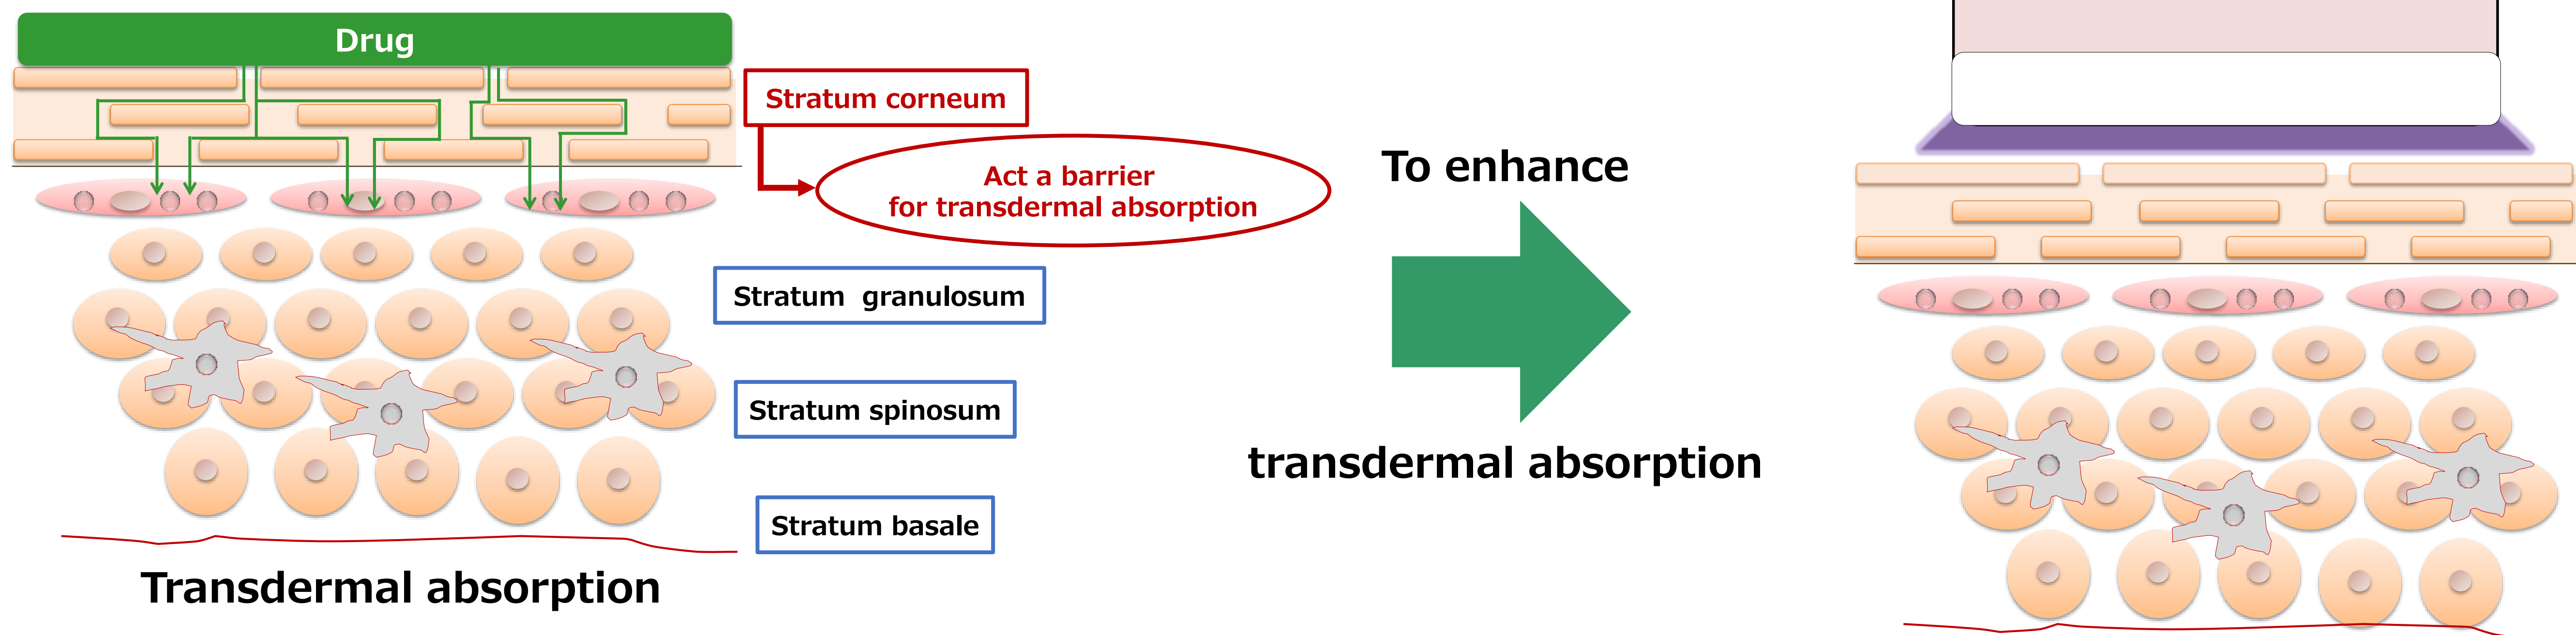 Drug
Stratum corneum
Act a barrier
for transdermal absorption
Stratum  granulosum
Stratum spinosum
Stratum basale
Transdermal absorption
To enhance
transdermal absorption